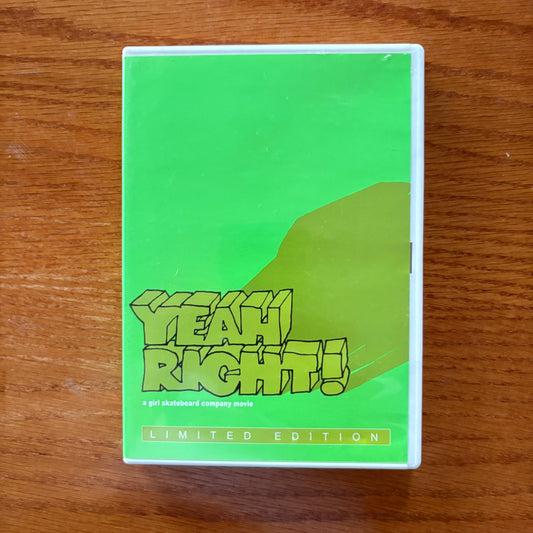 YEAH
RIGHT!
a girl skateboard company movie
LIMITED EDITION